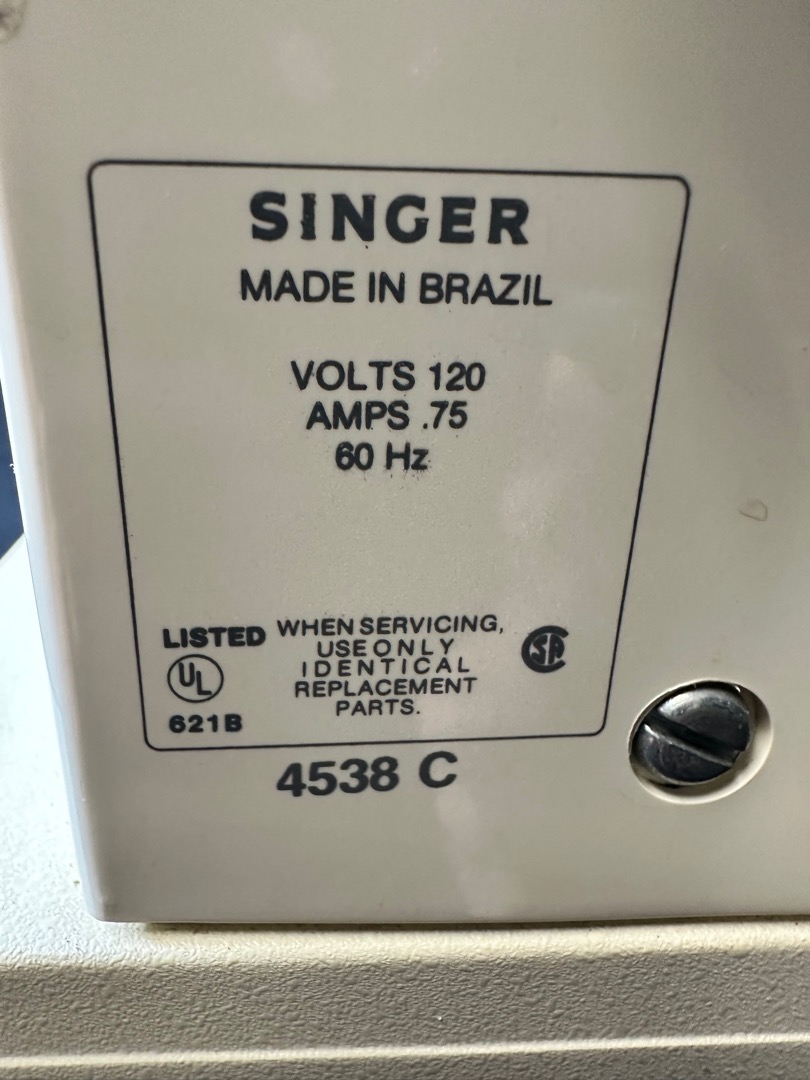 SINGER
MADE IN BRAZIL
VOLTS 120
AMPS .75
60 Hz
LISTED
UL
621B
WHEN SERVICING,
USE ONLY
IDENTICAL
REPLACEMENT
PARTS.
SA
4538 C